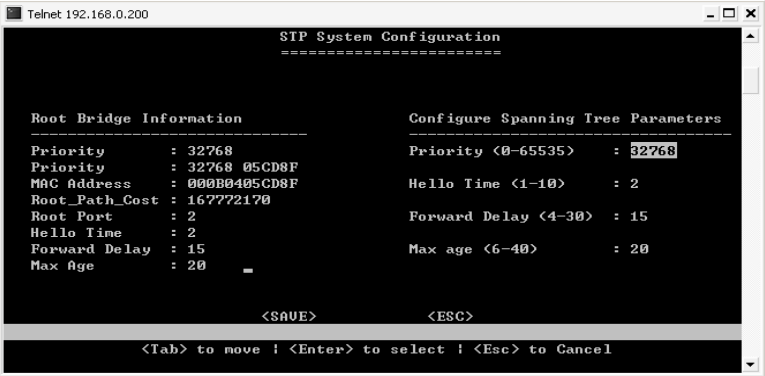 Telnet 192.168.0.200
STP System Configuration
========================
Root Bridge Information Configure Spanning Tree Parameters
------------------------------ -----------------------------------
Priority : 32768 Priority (0-65535) : 32768
Priority : 32768 05CD8F
MAC Address : 000B0405CD8F Hello Time (1-10) : 2
Root_Path_Cost : 167772170
Root Port : 2 Forward Delay (4-30) : 15
Hello Time : 2
Forward Delay : 15 Max age (6-40) : 20
Max Age : 20 _
<SAVE> <ESC>
<Tab> to move | <Enter> to select | <Esc> to Cancel